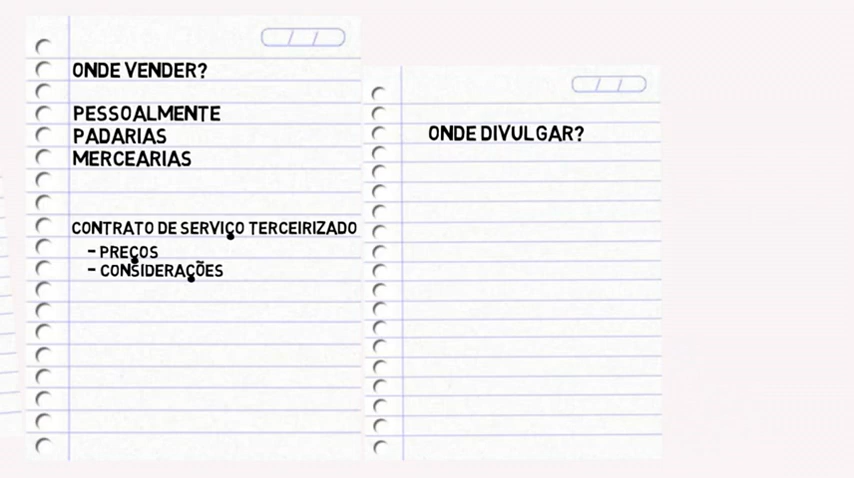 ONDE VENDER?
PESSOALMENTE
PADARIAS
MERCEARIAS
CONTRATO DE SERVIÇO TERCEIRIZADO
- PREÇOS
- CONSIDERAÇÕES
ONDE DIVULGAR?